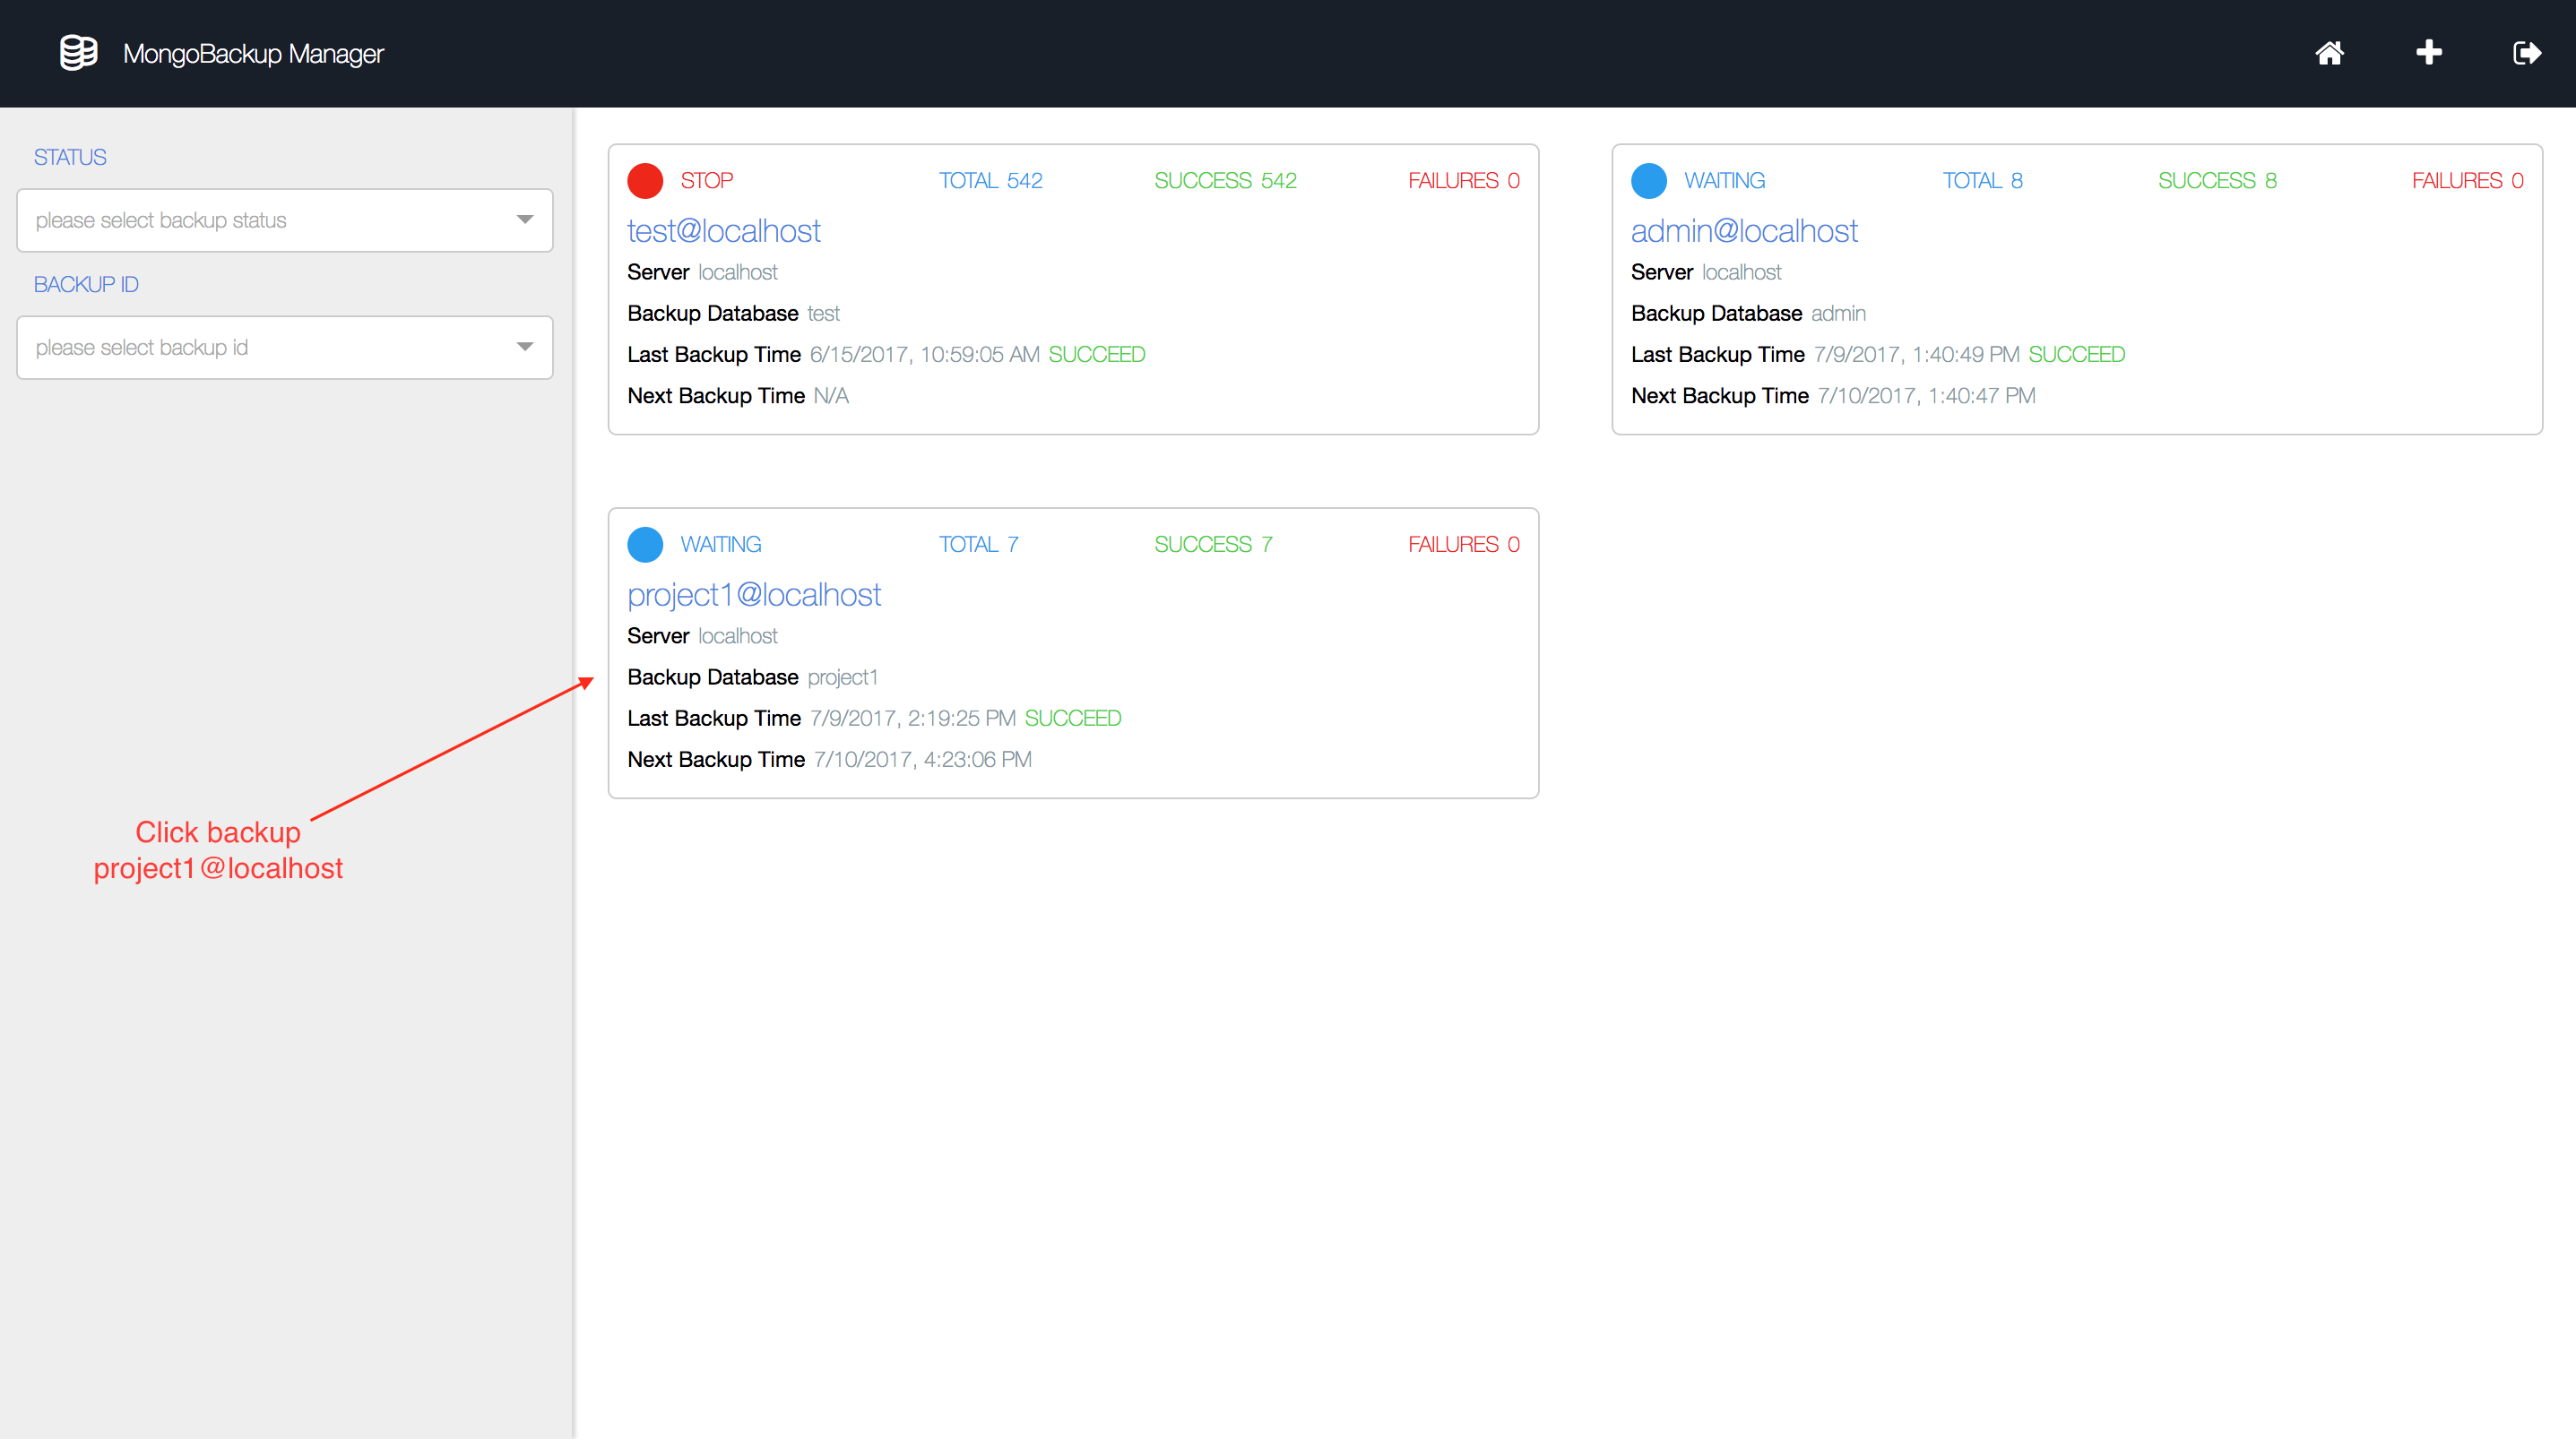 MongoBackup Manager
STATUS
please select backup status
BACKUP ID
please select backup id
STOP TOTAL 542 SUCCESS 542 FAILURES 0
test@localhost
Server localhost
Backup Database test
Last Backup Time 6/15/2017, 10:59:05 AM SUCCEED
Next Backup Time N/A
WAITING TOTAL 8 SUCCESS 8 FAILURES 0
admin@localhost
Server localhost
Backup Database admin
Last Backup Time 7/9/2017, 1:40:49 PM SUCCEED
Next Backup Time 7/10/2017, 1:40:47 PM
WAITING TOTAL 7 SUCCESS 7 FAILURES 0
project1@localhost
Server localhost
Backup Database project1
Last Backup Time 7/9/2017, 2:19:25 PM SUCCEED
Next Backup Time 7/10/2017, 4:23:06 PM
Click backup
project1@localhost